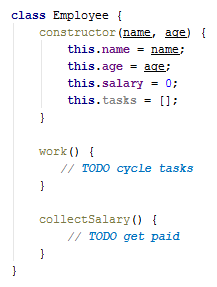 class Employee {
    constructor(name, age) {
        this.name = name;
        this.age = age;
        this.salary = 0;
        this.tasks = [];
    }

    work() {
        // TODO cycle tasks
    }

    collectSalary() {
        // TODO get paid
    }
}